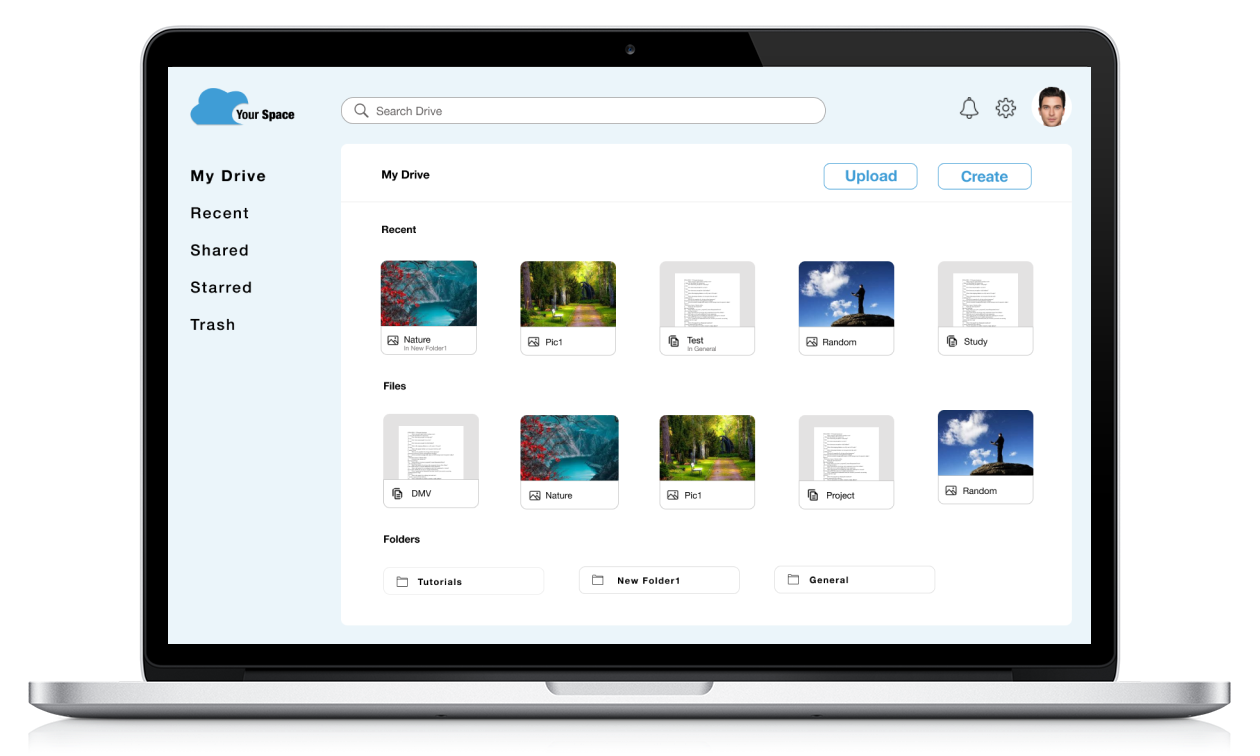 Your Space
Search Drive
My Drive
Recent
Shared
Starred
Trash
My Drive
Upload
Create
Recent
Nature
In New Folder1
Pic1
Test
In General
Random
Study
Files
DMV
Nature
Pic1
Project
Random
Folders
Tutorials
New Folder1
General